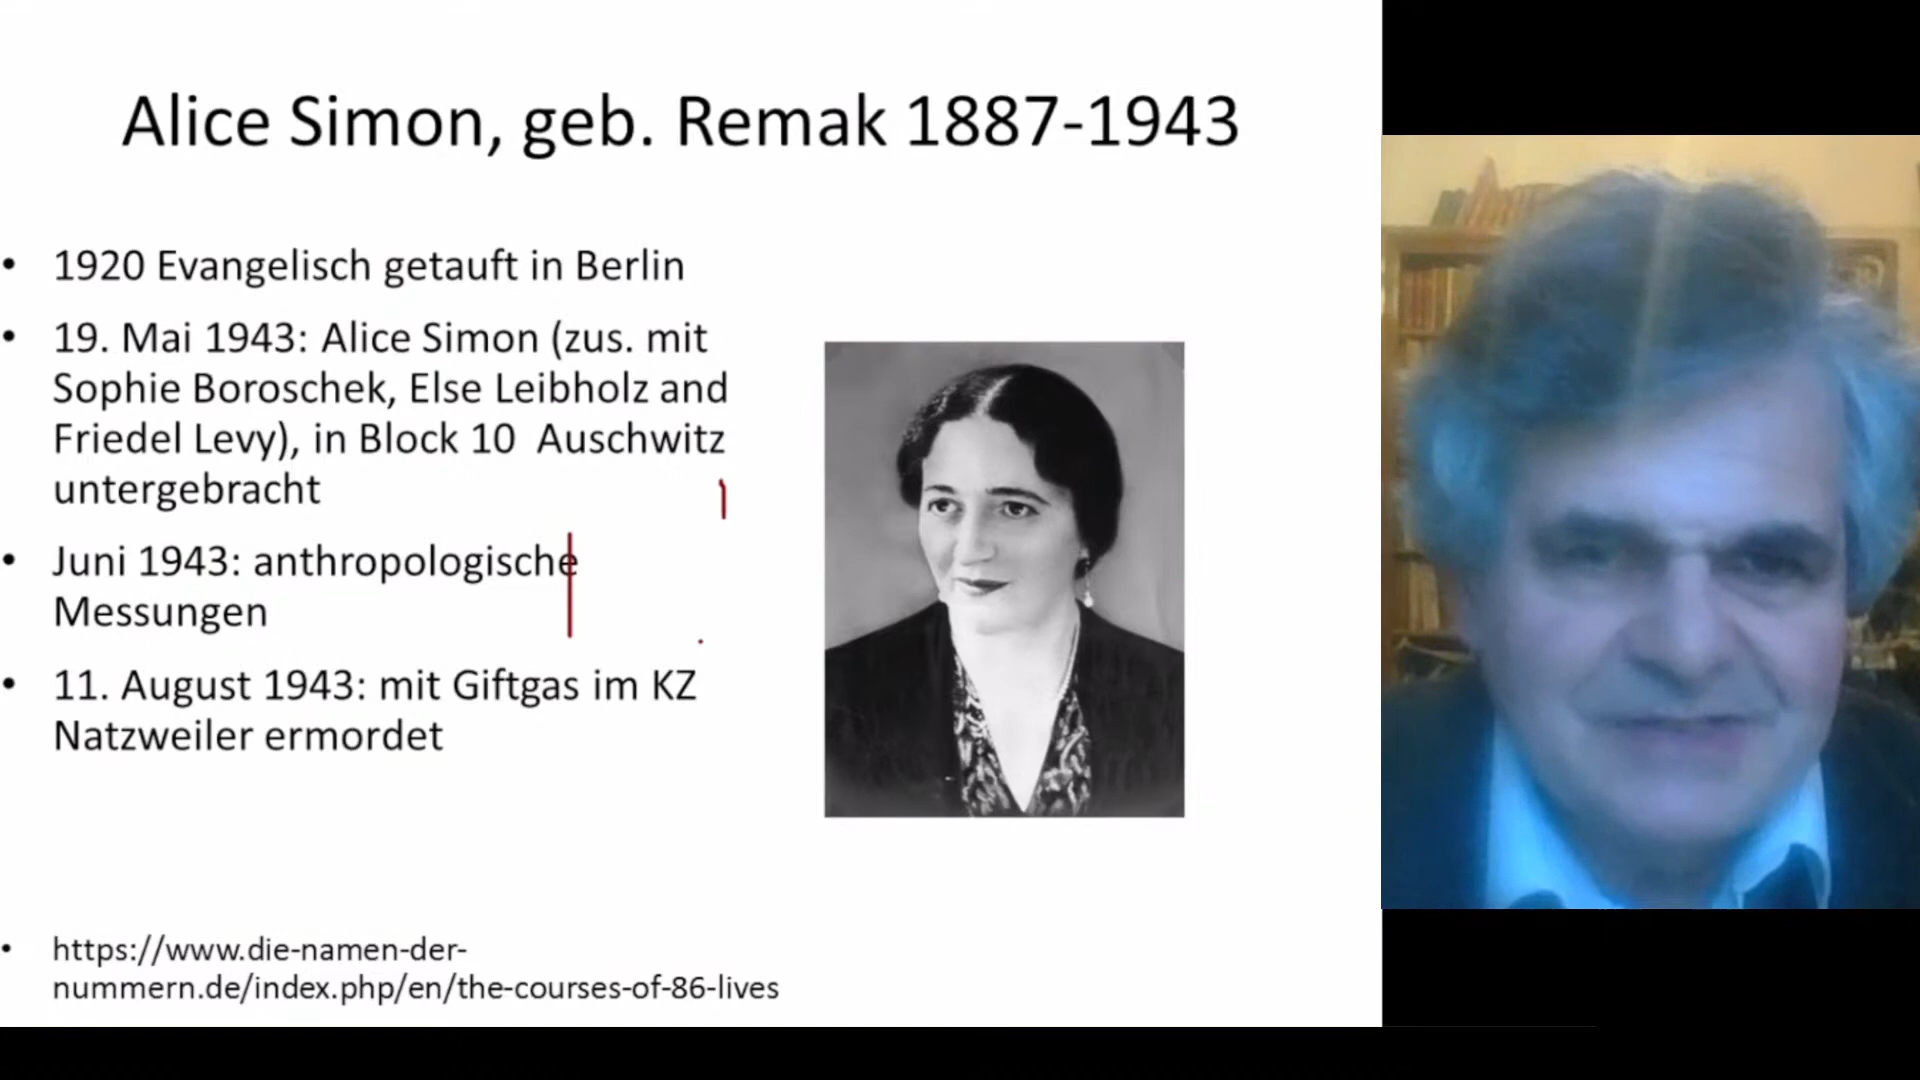 Alice Simon, geb. Remak 1887-1943
• 1920 Evangelisch getauft in Berlin
• 19. Mai 1943: Alice Simon (zus. mit
Sophie Boroschek, Else Leibholz and
Friedel Levy), in Block 10 Auschwitz
untergebracht
• Juni 1943: anthropologische
Messungen
• 11. August 1943: mit Giftgas im KZ
Natzweiler ermordet
• https://www.die-namen-der-
nummern.de/index.php/en/the-courses-of-86-lives